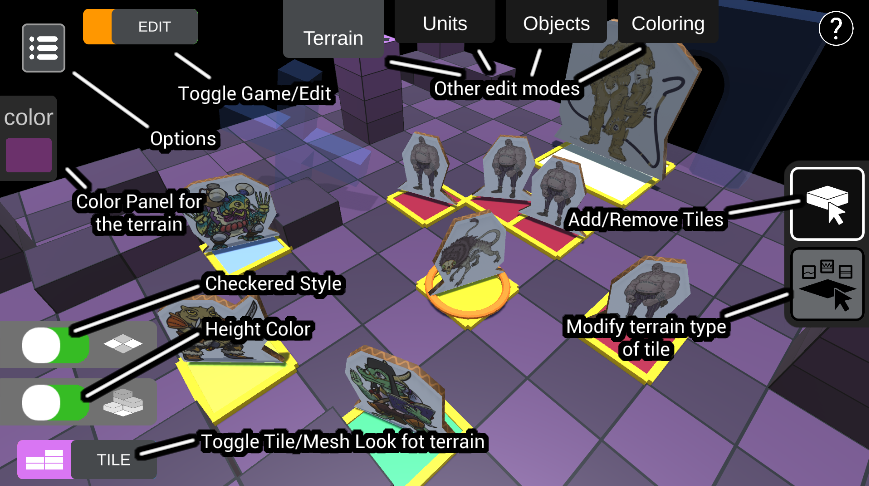 EDIT
Terrain
Units
Objects
Coloring
?
Toggle Game/Edit
Other edit modes
color
Options
Color Panel for
the terrain
Add/Remove Tiles
Checkered Style
Height Color
Modify terrain type
of tile
Toggle Tile/Mesh Look fot terrain
TILE